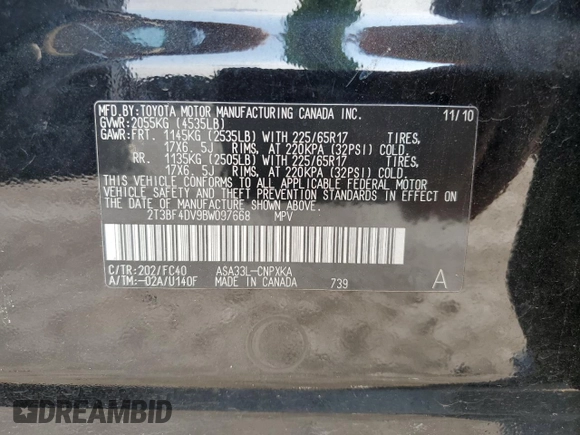 MFD.BY:TOYOTA MOTOR MANUFACTURING CANADA INC. 11/10
GVWR:2055KG (4535LB)
GAWR:FRT. 1145KG (2535LB) WITH 225/65R17 TIRES,
17X6. 5J RIMS, AT 220KPA (32PSI) COLD.
RR. 1135KG (2505LB) WITH 225/65R17 TIRES,
17X6. 5J RIMS, AT 220KPA (32PSI) COLD.
THIS VEHICLE CONFORMS TO ALL APPLICABLE FEDERAL MOTOR
VEHICLE SAFETY AND THEFT PREVENTION STANDARDS IN EFFECT ON
THE DATE OF MANUFACTURE SHOWN ABOVE.
2T3BF4DV9BW097668 MPV
C/TR:202/FC40 ASA33L-CNPXKA
A/TM:-02A/U140F MADE IN CANADA 739 A
DREAMBID